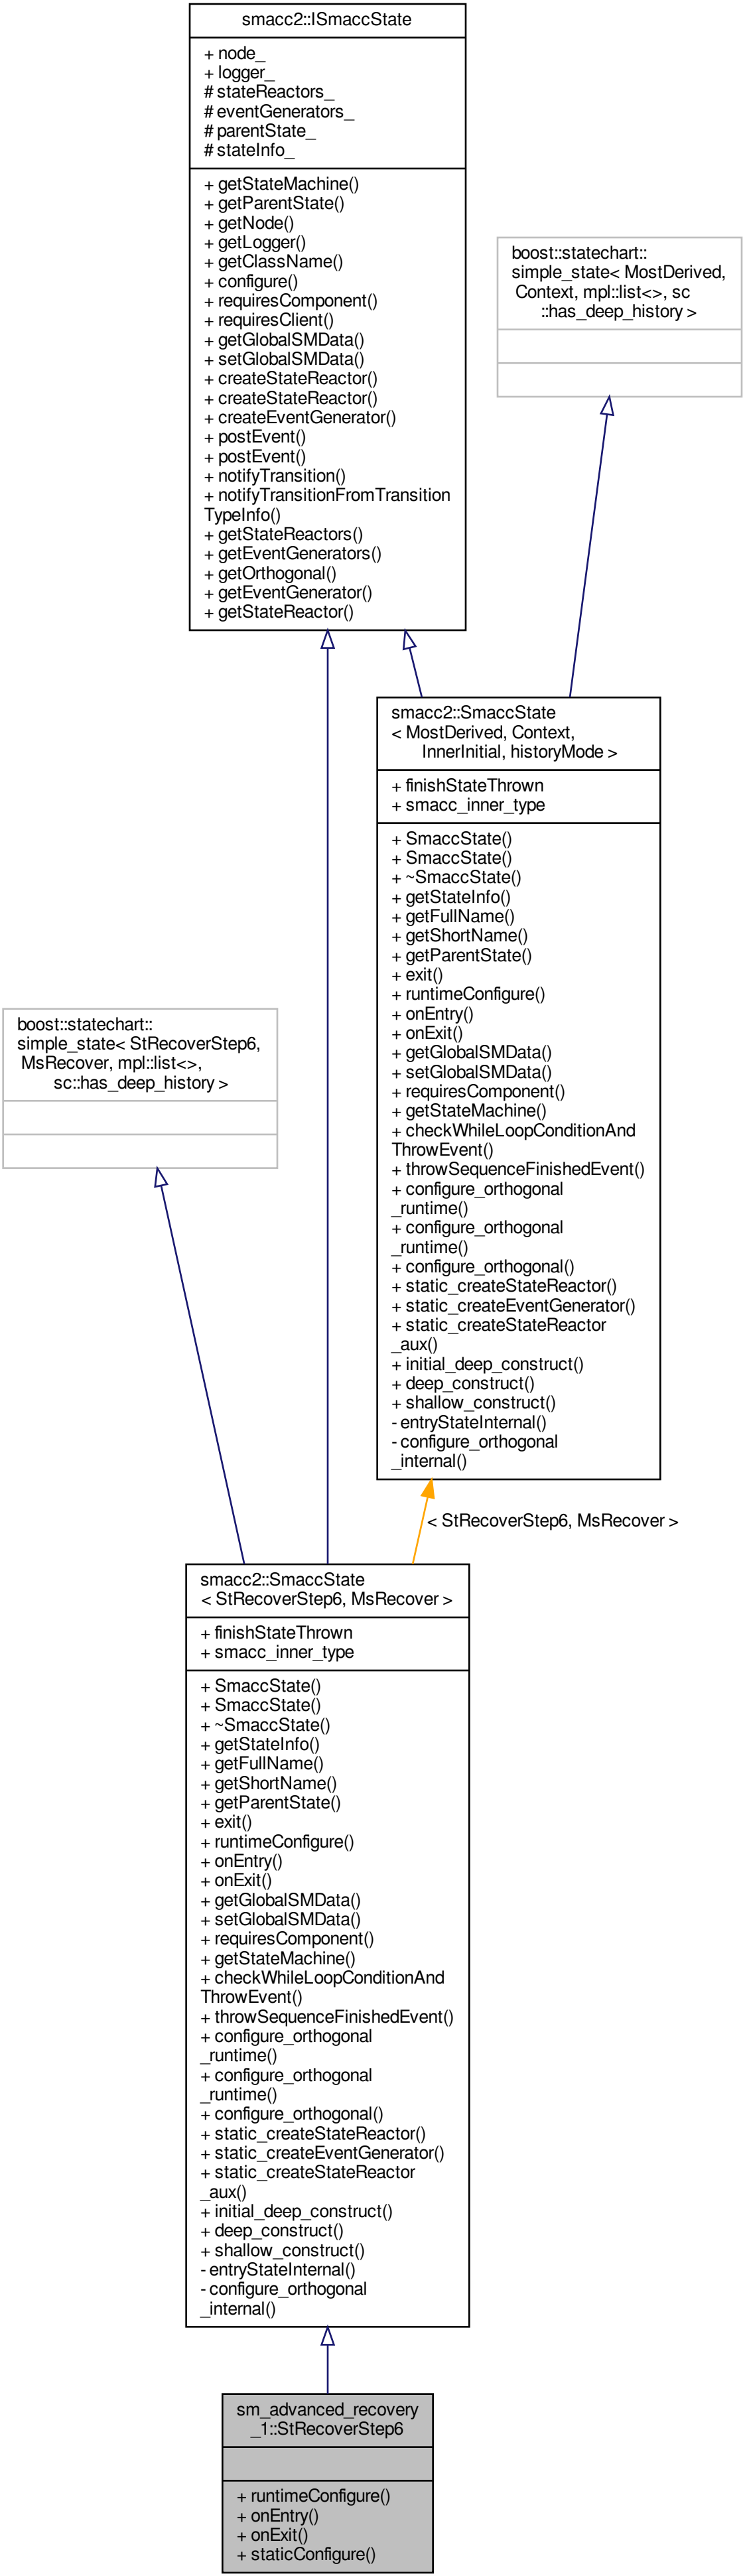 smacc2::ISmaccState
+ node_
+ logger_
# stateReactors_
# eventGenerators_
# parentState_
# stateInfo_
+ getStateMachine()
+ getParentState()
+ getNode()
+ getLogger()
+ getClassName()
+ configure()
+ requiresComponent()
+ requiresClient()
+ getGlobalSMData()
+ setGlobalSMData()
+ createStateReactor()
+ createStateReactor()
+ createEventGenerator()
+ postEvent()
+ postEvent()
+ notifyTransition()
+ notifyTransitionFromTransition
TypeInfo()
+ getStateReactors()
+ getEventGenerators()
+ getOrthogonal()
+ getEventGenerator()
+ getStateReactor()
boost::statechart::
simple_state< MostDerived,
Context, mpl::list<>, sc
::has_deep_history >
smacc2::SmaccState
< MostDerived, Context,
InnerInitial, historyMode >
+ finishStateThrown
+ smacc_inner_type
+ SmaccState()
+ SmaccState()
+ ~SmaccState()
+ getStateInfo()
+ getFullName()
+ getShortName()
+ getParentState()
+ exit()
+ runtimeConfigure()
+ onEntry()
+ onExit()
+ getGlobalSMData()
+ setGlobalSMData()
+ requiresComponent()
+ getStateMachine()
+ checkWhileLoopConditionAnd
ThrowEvent()
+ throwSequenceFinishedEvent()
+ configure_orthogonal
_runtime()
+ configure_orthogonal
_runtime()
+ configure_orthogonal()
+ static_createStateReactor()
+ static_createEventGenerator()
+ static_createStateReactor
_aux()
+ initial_deep_construct()
+ deep_construct()
+ shallow_construct()
- entryStateInternal()
- configure_orthogonal
_internal()
boost::statechart::
simple_state< StRecoverStep6,
MsRecover, mpl::list<>,
sc::has_deep_history >
< StRecoverStep6, MsRecover >
smacc2::SmaccState
< StRecoverStep6, MsRecover >
+ finishStateThrown
+ smacc_inner_type
+ SmaccState()
+ SmaccState()
+ ~SmaccState()
+ getStateInfo()
+ getFullName()
+ getShortName()
+ getParentState()
+ exit()
+ runtimeConfigure()
+ onEntry()
+ onExit()
+ getGlobalSMData()
+ setGlobalSMData()
+ requiresComponent()
+ getStateMachine()
+ checkWhileLoopConditionAnd
ThrowEvent()
+ throwSequenceFinishedEvent()
+ configure_orthogonal
_runtime()
+ configure_orthogonal
_runtime()
+ configure_orthogonal()
+ static_createStateReactor()
+ static_createEventGenerator()
+ static_createStateReactor
_aux()
+ initial_deep_construct()
+ deep_construct()
+ shallow_construct()
- entryStateInternal()
- configure_orthogonal
_internal()
sm_advanced_recovery
_1::StRecoverStep6
+ runtimeConfigure()
+ onEntry()
+ onExit()
+ staticConfigure()